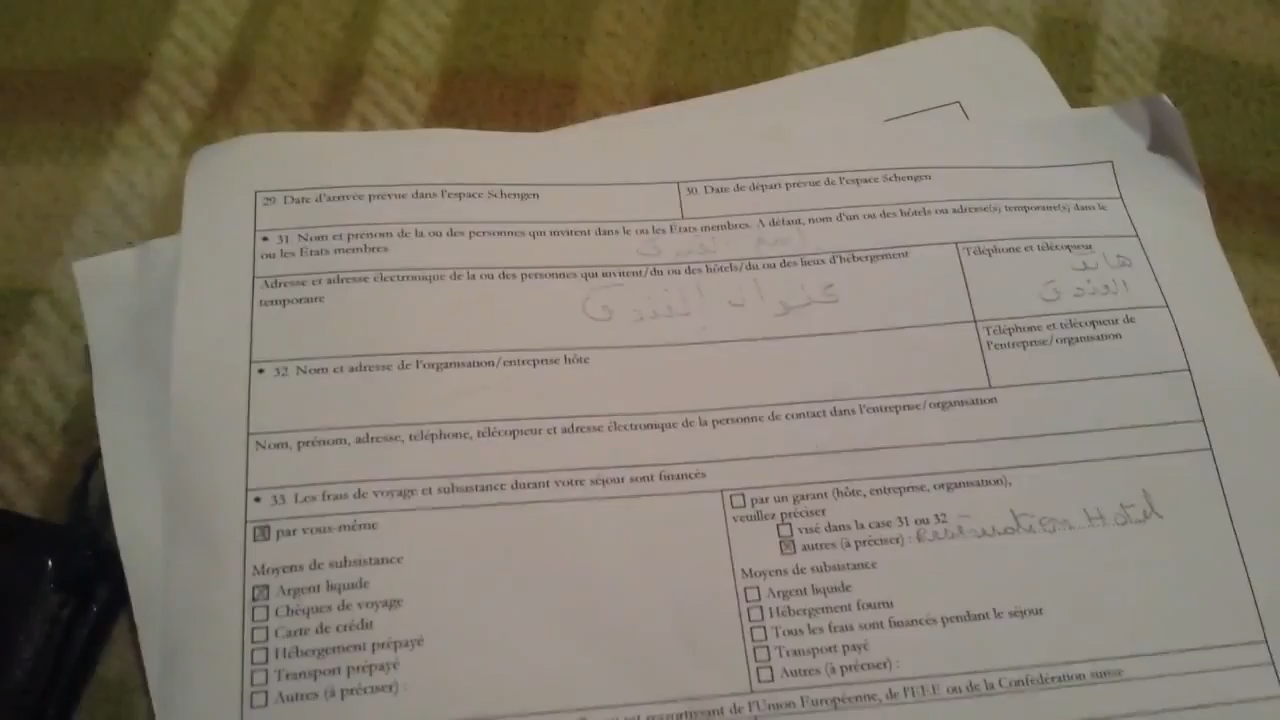 29. Date d'arrivée prévue dans l'espace Schengen
30. Date de départ prévue de l'espace Schengen
* 31. Nom et prénom de la ou des personnes qui invitent dans le ou les États membres. A défaut, nom d'un ou des hôtels ou adresse(s) temporaire(s) dans le
ou les États membres
اسم الفندق
Adresse et adresse électronique de la ou des personnes qui invitent/du ou des hôtels/du ou des lieux d'hébergement
temporaire
عنوان الفندق
Téléphone et télécopieur
هاتف
الفندق
* 32. Nom et adresse de l'organisation/entreprise hôte
Téléphone et télécopieur de
l'entreprise/organisation
Nom, prénom, adresse, téléphone, télécopieur et adresse électronique de la personne de contact dans l'entreprise/organisation
* 33. Les frais de voyage et subsistance durant votre séjour sont financés
par vous-même
Moyens de subsistance
Argent liquide
Chèques de voyage
Carte de crédit
Hébergement prépayé
Transport prépayé
Autres (à préciser) :
par un garant (hôte, entreprise, organisation),
veuillez préciser
visé dans la case 31 ou 32
autres (à préciser) : Reservation Hotel
Moyens de subsistance
Argent liquide
Hébergement fourni
Tous les frais sont financés pendant le séjour
Transport payé
Autres (à préciser) :
ressortissant de l'Union Européenne, de l'EEE ou de la Confédération suisse